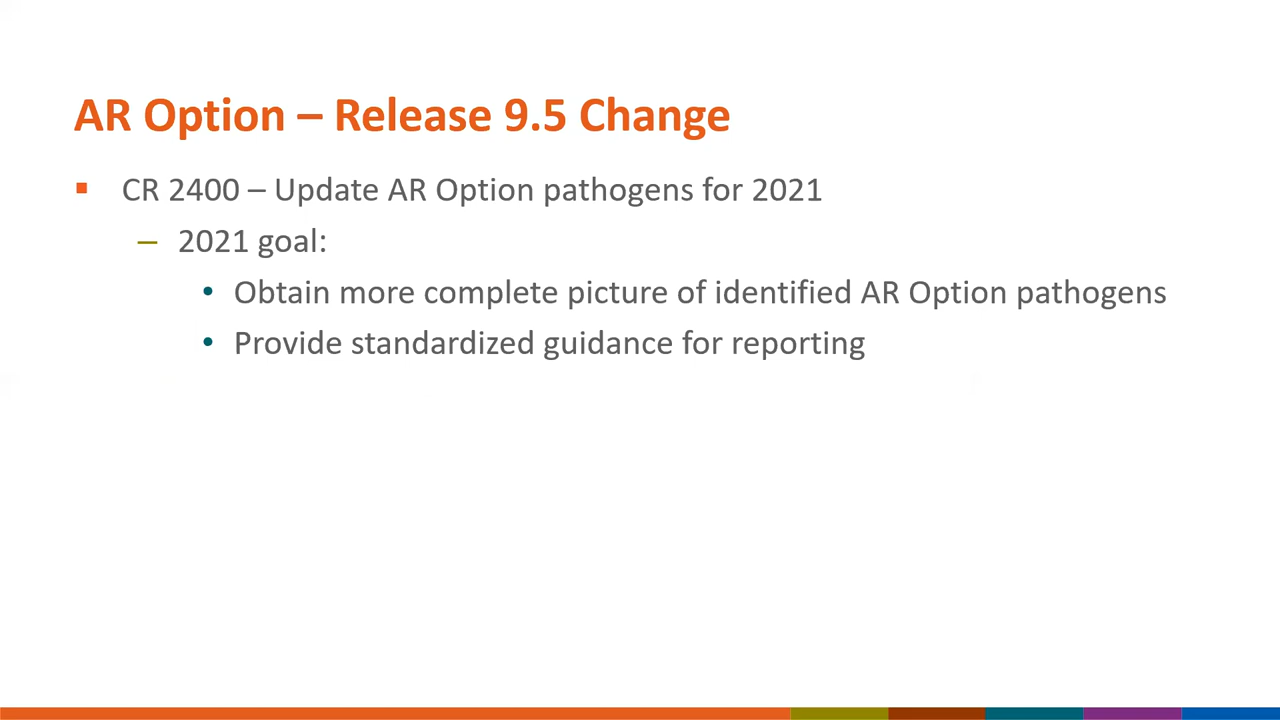 AR Option – Release 9.5 Change
▪ CR 2400 – Update AR Option pathogens for 2021
– 2021 goal:
• Obtain more complete picture of identified AR Option pathogens
• Provide standardized guidance for reporting